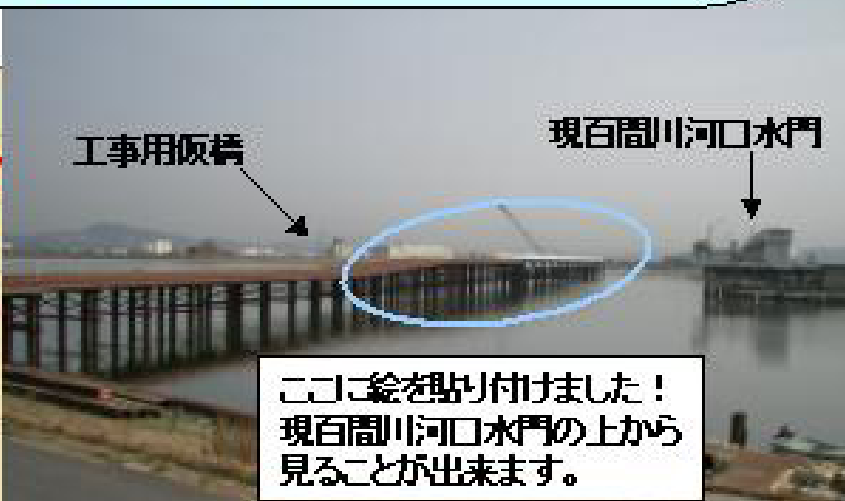 現百間川河口水門
工事用仮橋
ここに絵を貼り付けました！
現百間川河口水門の上から
見ることが出来ます。